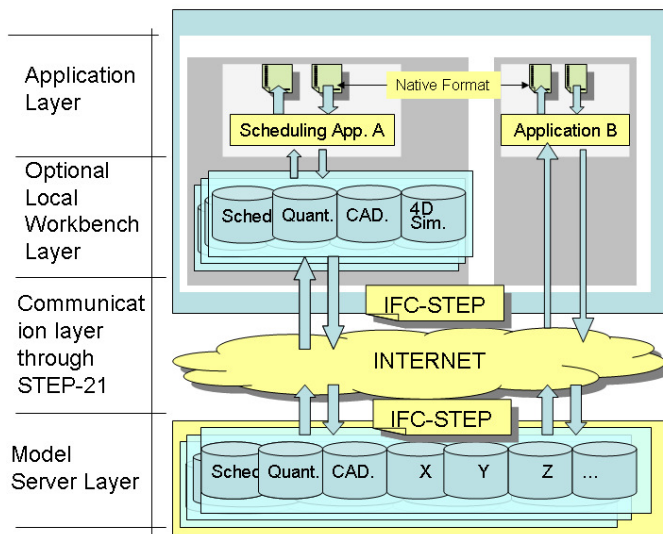 Application
Layer
Native Format
Scheduling App. A
Application B
Optional
Local
Workbench
Layer
Sched
Quant.
CAD.
4D
Sim.
Communicat
ion layer
through
STEP-21
IFC-STEP
INTERNET
IFC-STEP
Model
Server Layer
Sched
Quant.
CAD.
X
Y
Z
...